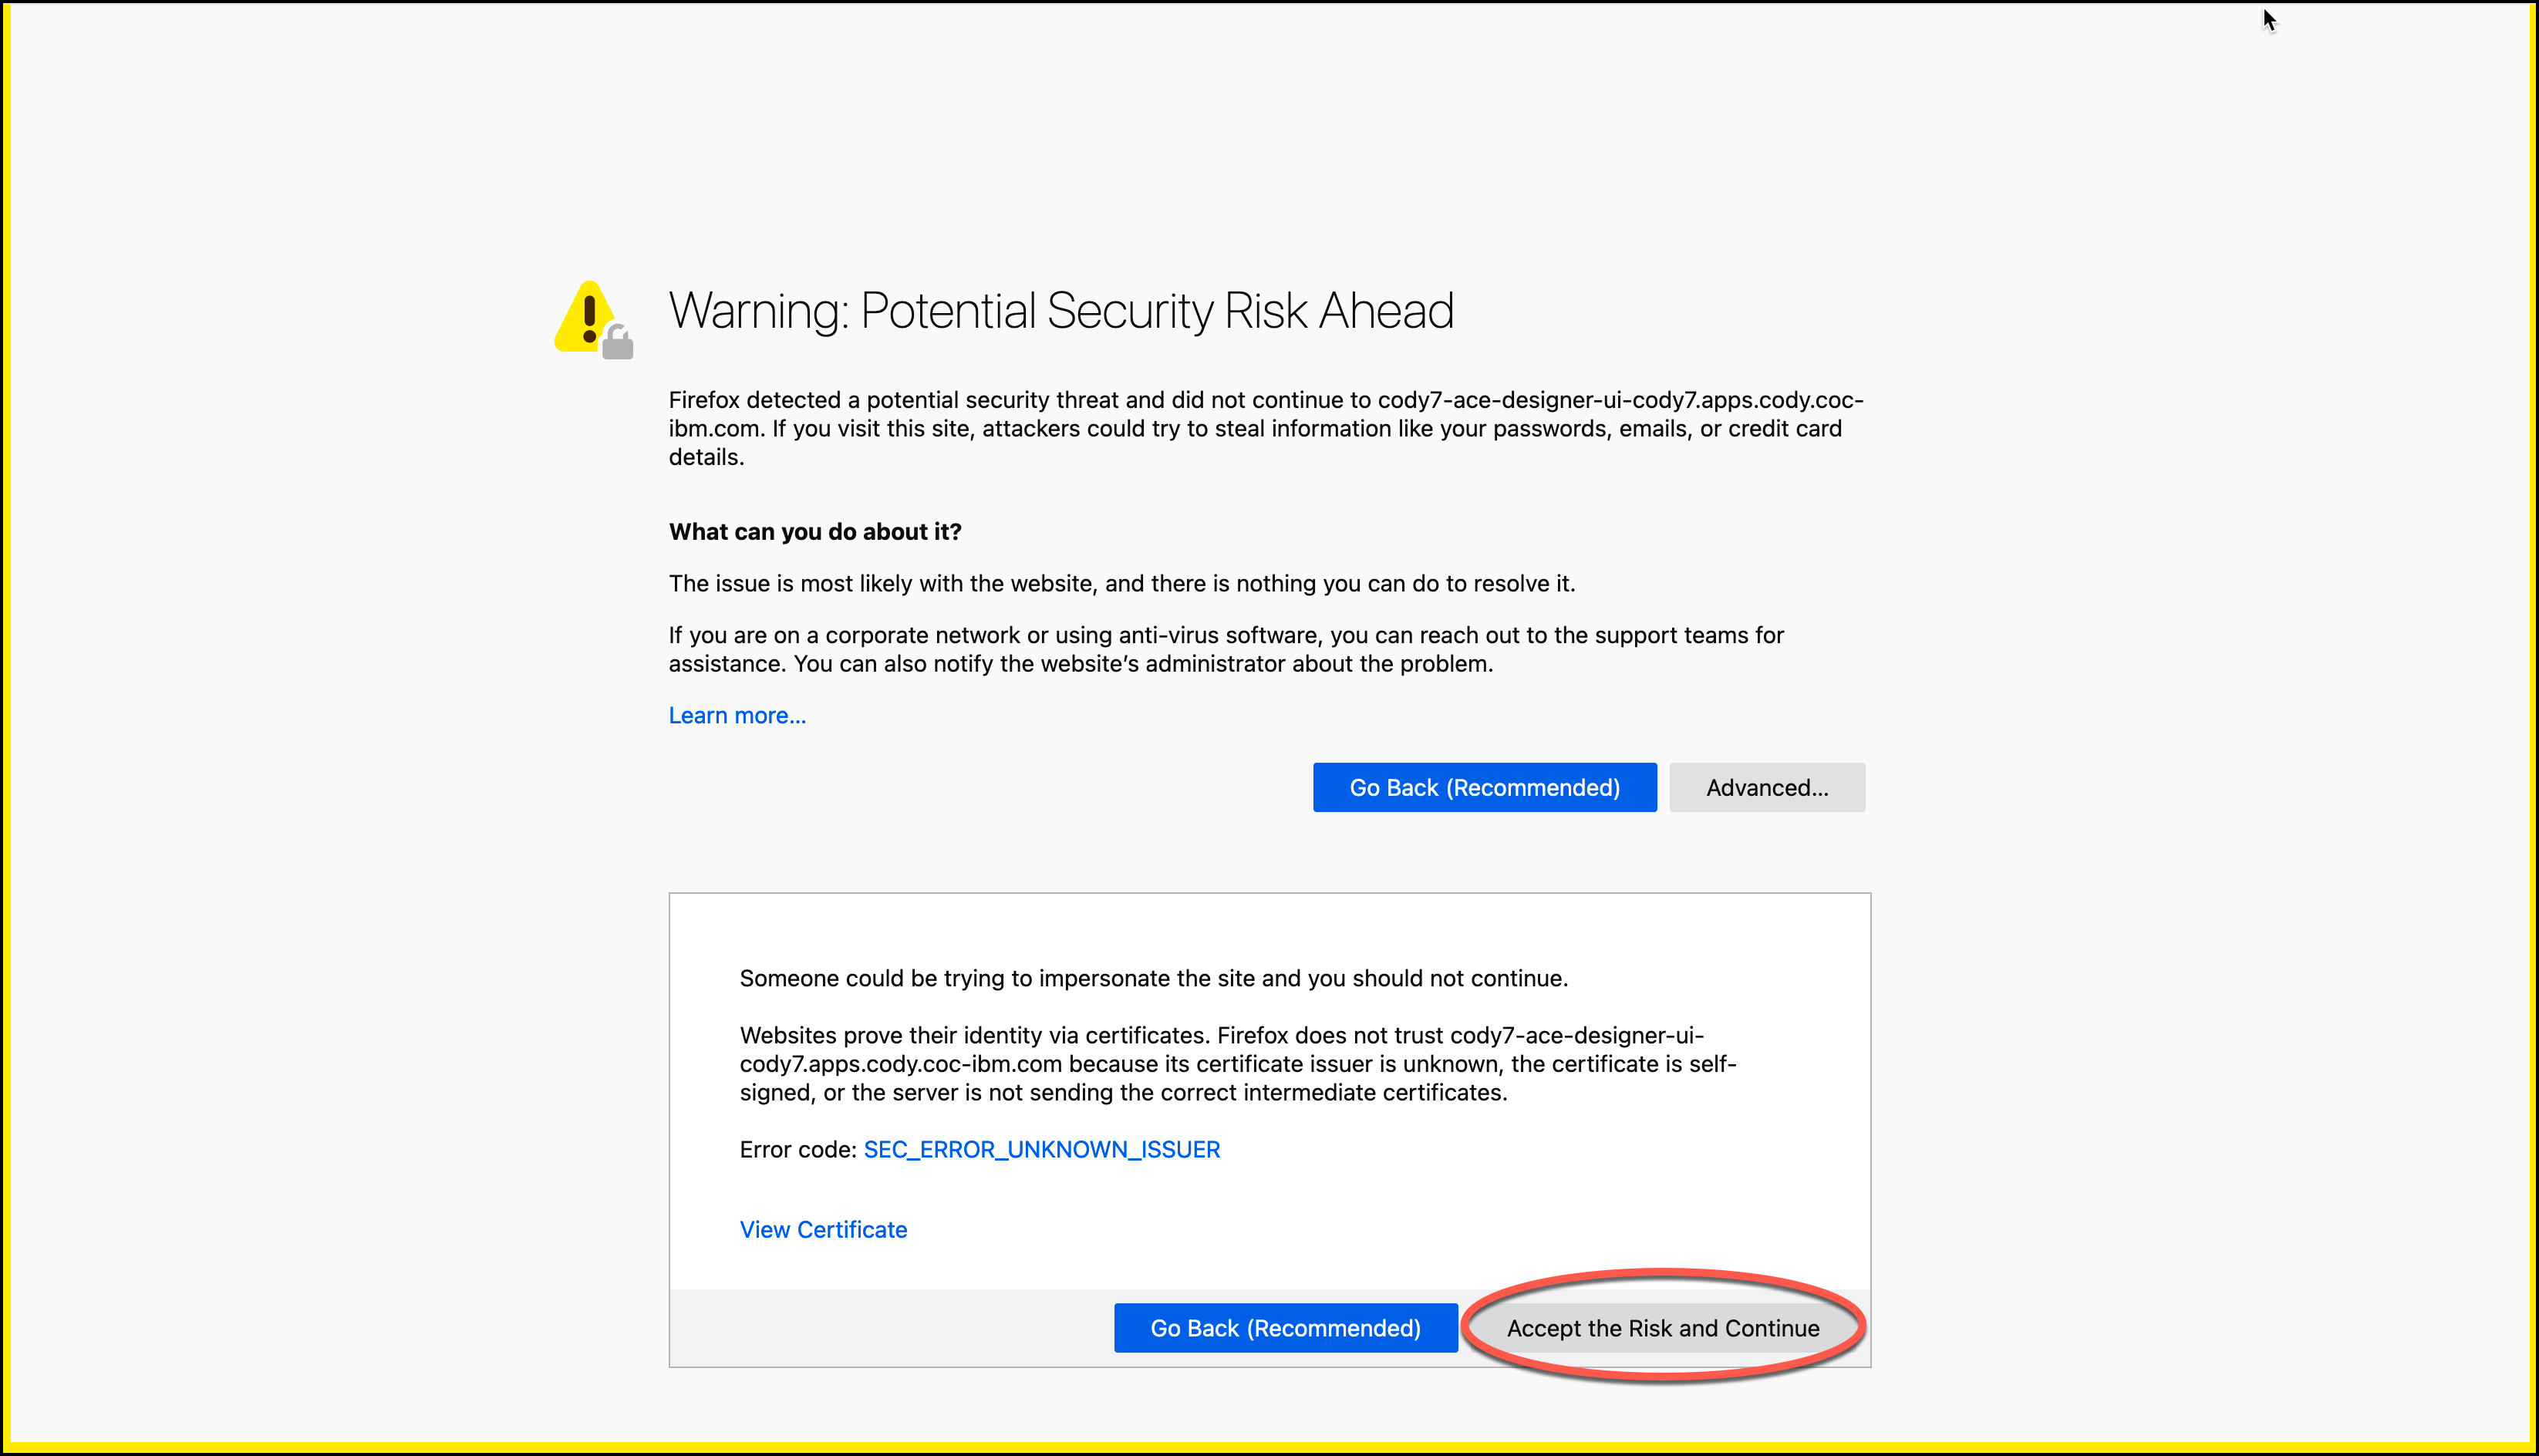 Warning: Potential Security Risk Ahead
Firefox detected a potential security threat and did not continue to cody7-ace-designer-ui-cody7.apps.cody.coc-
ibm.com. If you visit this site, attackers could try to steal information like your passwords, emails, or credit card
details.
What can you do about it?
The issue is most likely with the website, and there is nothing you can do to resolve it.
If you are on a corporate network or using anti-virus software, you can reach out to the support teams for
assistance. You can also notify the website’s administrator about the problem.
Learn more…
Go Back (Recommended) Advanced…
Someone could be trying to impersonate the site and you should not continue.
Websites prove their identity via certificates. Firefox does not trust cody7-ace-designer-ui-
cody7.apps.cody.coc-ibm.com because its certificate issuer is unknown, the certificate is self-
signed, or the server is not sending the correct intermediate certificates.
Error code: SEC_ERROR_UNKNOWN_ISSUER
View Certificate
Go Back (Recommended) Accept the Risk and Continue